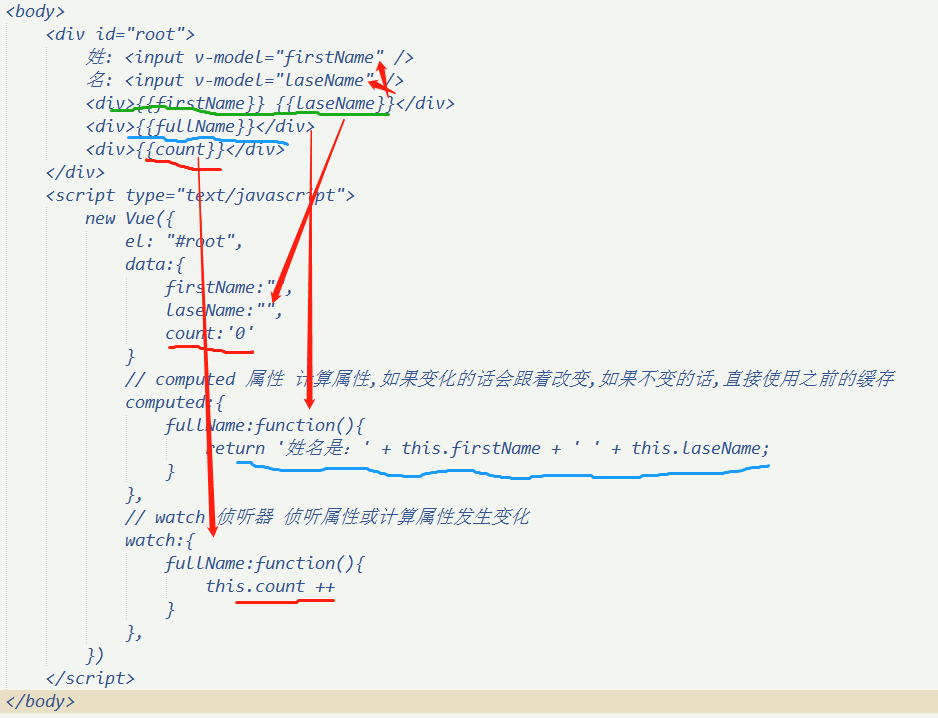 <body>
<div id="root">
姓: <input v-model="firstName" />
名: <input v-model="laseName" />
<div>{{firstName}} {{laseName}}</div>
<div>{{fullName}}</div>
<div>{{count}}</div>
</div>
<script type="text/javascript">
new Vue({
el: "#root",
data:{
firstName:"",
laseName:"",
count:'0'
}
// computed 属性 计算属性,如果变化的话会跟着改变,如果不变的话,直接使用之前的缓存
computed:{
fullName:function(){
return '姓名是：' + this.firstName + ' ' + this.laseName;
}
},
// watch 侦听器 侦听属性或计算属性发生变化
watch:{
fullName:function(){
this.count ++
}
},
})
</script>
</body>